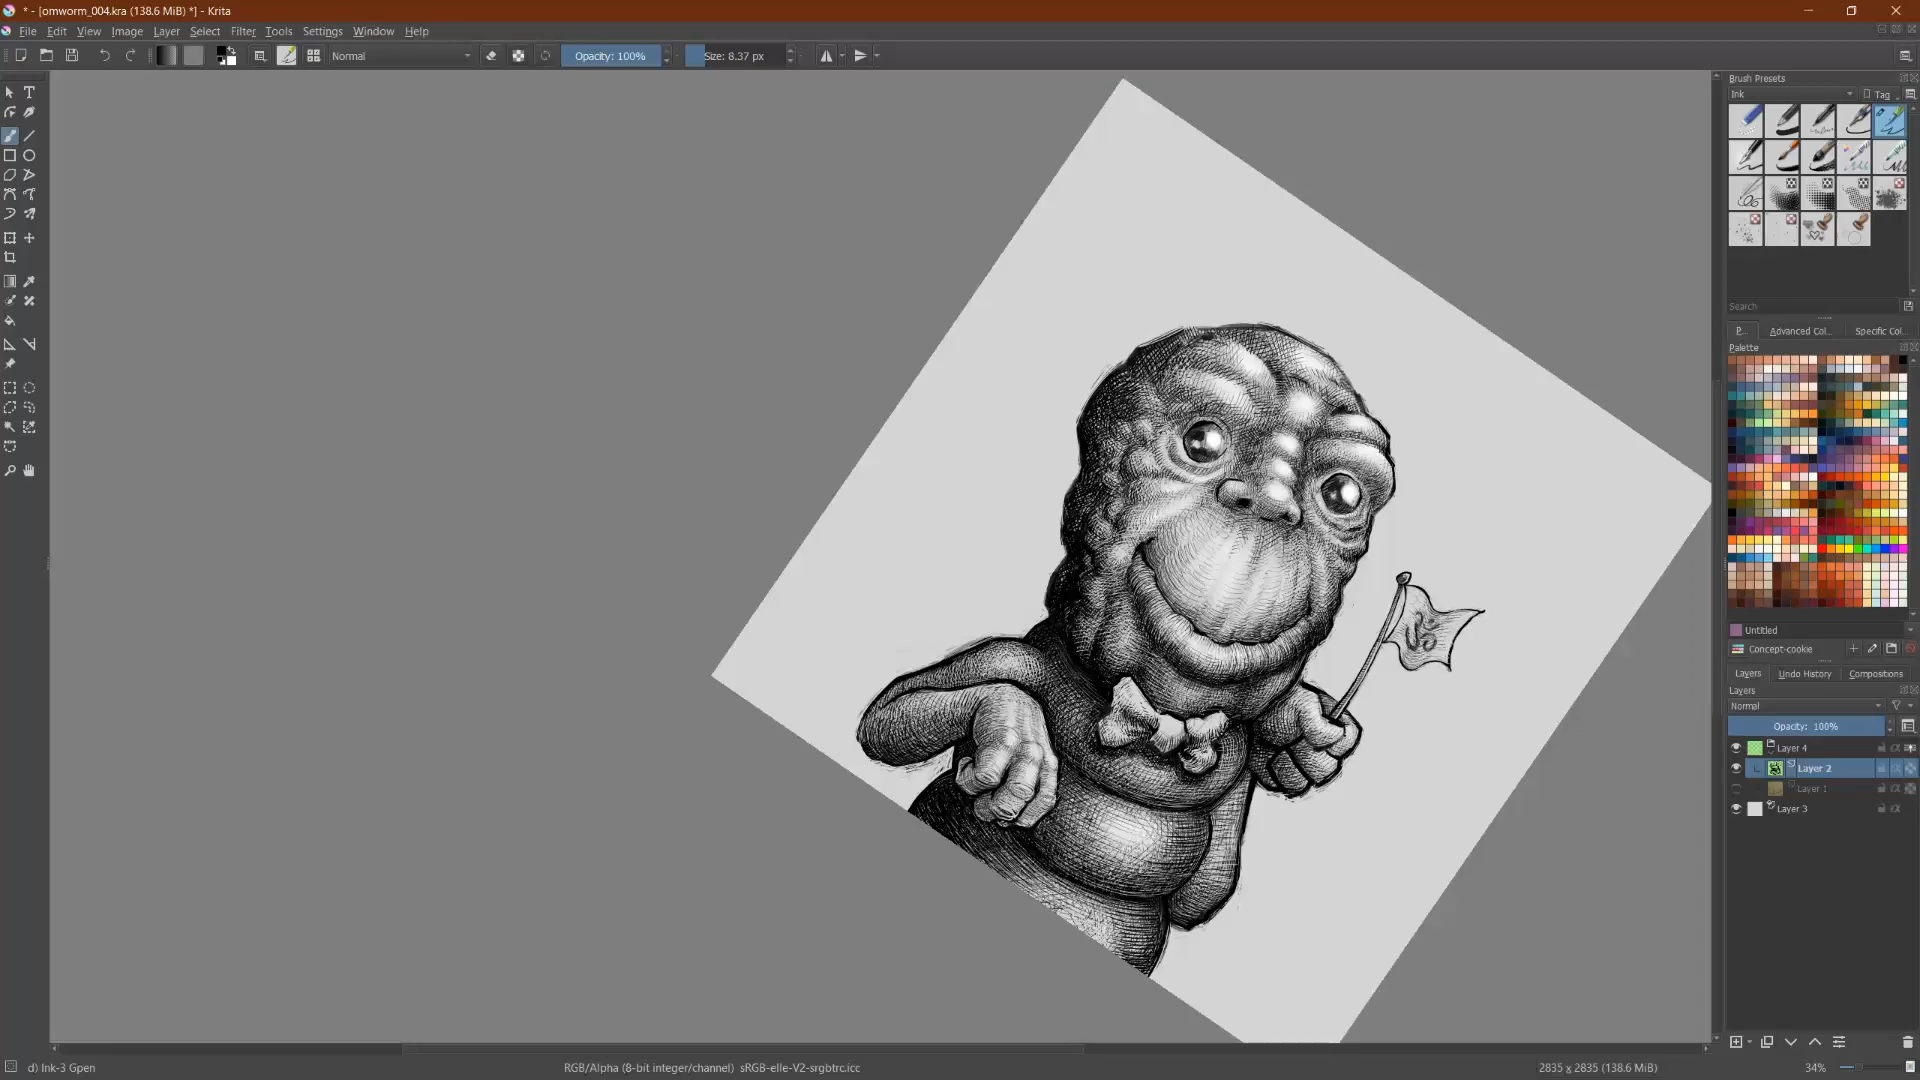 * - [omworm_004.kra (138.6 MiB) *] - Krita
File Edit View Image Layer Select Filter Tools Settings Window Help
Normal Opacity: 100% Size: 8.37 px
Brush Presets
Ink Tag
Search
P... Advanced Col... Specific Col...
Palette
Untitled
Concept-cookie
Layers Undo History Compositions
Layers
Normal
Opacity: 100%
Layer 4
Layer 2
Layer 1
Layer 3
d) Ink-3 Gpen RGB/Alpha (8-bit integer/channel) sRGB-elle-V2-srgbtrc.icc 2835 x 2835 (138.6 MiB) 34%